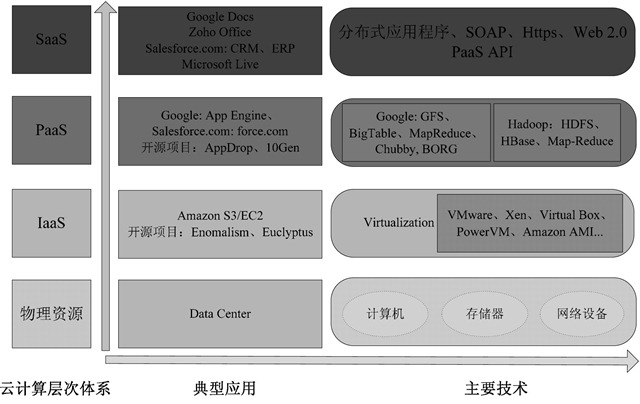 SaaS
Google Docs
Zoho Office
Salesforce.com: CRM、ERP
Microsoft Live
分布式应用程序、SOAP、Https、Web 2.0
PaaS API
PaaS
Google: App Engine、
Salesforce.com: force.com
开源项目：AppDrop、10Gen
Google: GFS、
BigTable、MapReduce、
Chubby, BORG
Hadoop：HDFS、
HBase、Map-Reduce
IaaS
Amazon S3/EC2
开源项目：Enomalism、Euclyptus
Virtualization
VMware、Xen、Virtual Box、
PowerVM、Amazon AMI...
物理资源
Data Center
计算机
存储器
网络设备
云计算层次体系
典型应用
主要技术